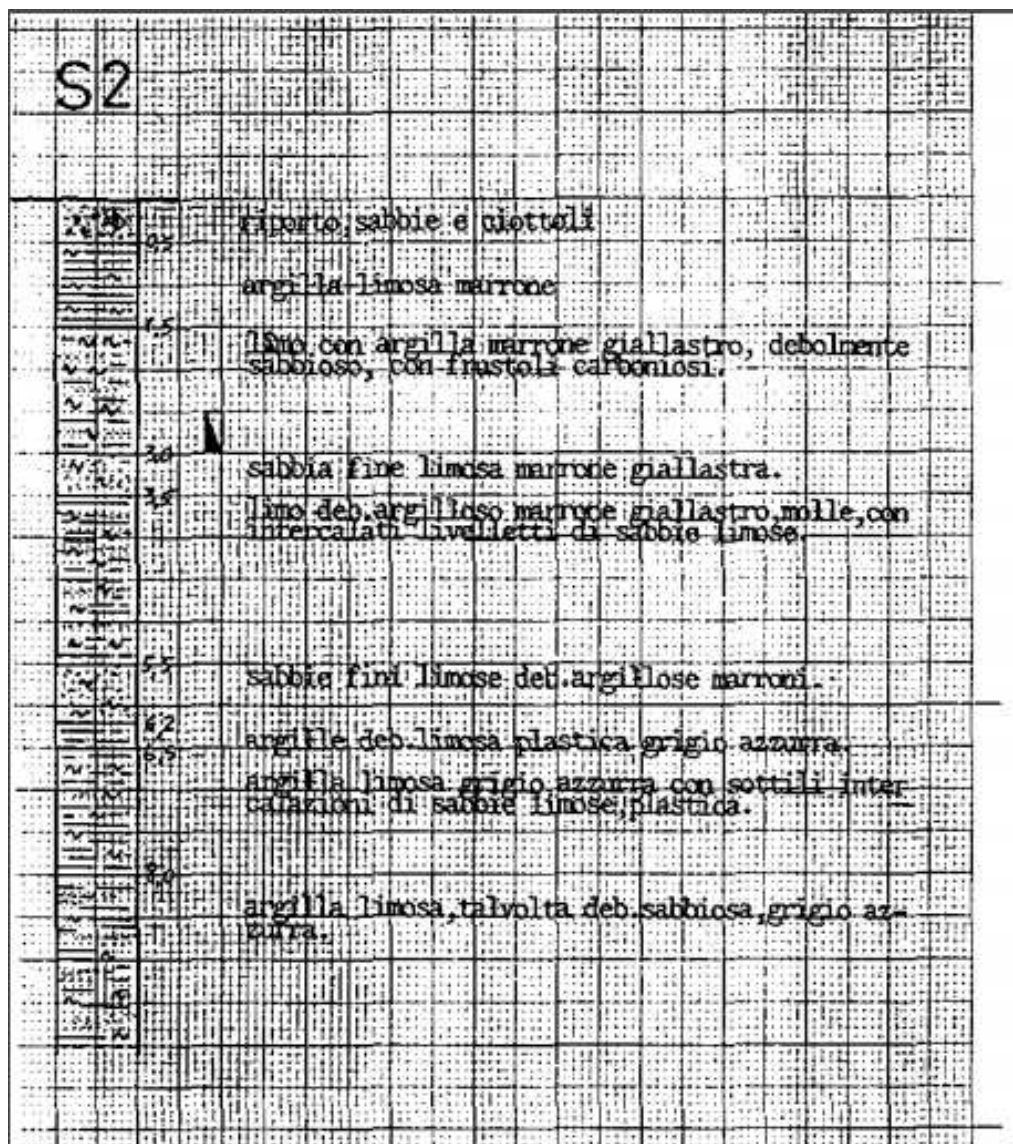 S2
riporto,sabbie e ciottoli
0,5
argilla limosa marrone
1,5
limo con argilla marrone giallastro, debolmente
sabbioso, con frustoli carboniosi.
3,0
sabbia fine limosa marrone giallastra.
3,5
limo deb.argilloso marrone giallastro,molle,con
intercalati livelletti di sabbie limose.
5,5
sabbie fini limose deb.argillose marroni.
6,2
argille deb.limosa plastica grigio azzurra.
6,5
argilla limosa grigio azzurra con sottili inter
calazioni di sabbie limose,plastica.
8,0
argilla limosa,talvolta deb.sabbiosa,grigio az-
zurra.